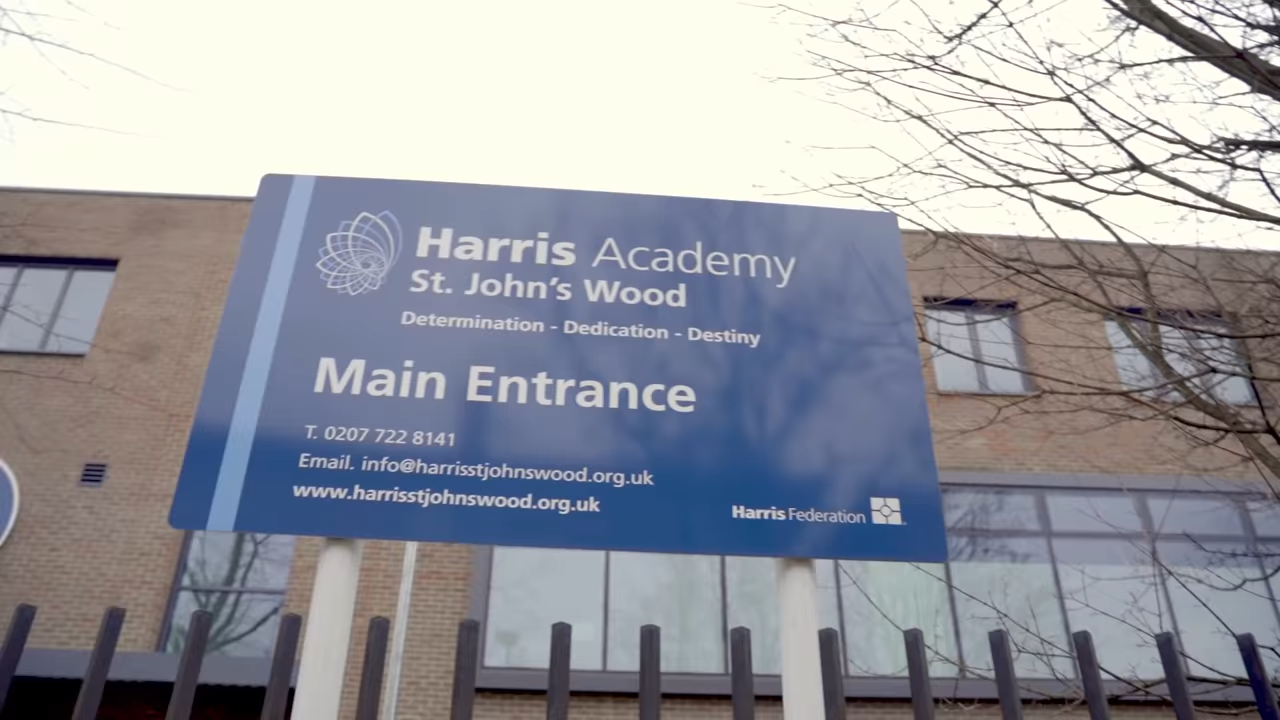 Harris Academy
St. John's Wood
Determination - Dedication - Destiny
Main Entrance
T. 0207 722 8141
Email. info@harrisstjohnswood.org.uk
www.harrisstjohnswood.org.uk
Harris Federation